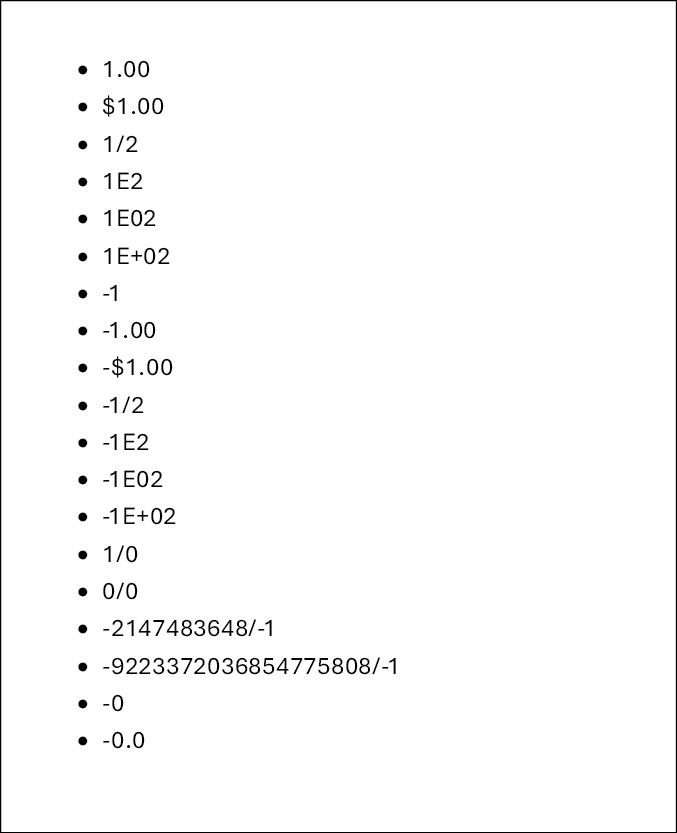 • 1.00
• $1.00
• 1/2
• 1E2
• 1E02
• 1E+02
• -1
• -1.00
• -$1.00
• -1/2
• -1E2
• -1E02
• -1E+02
• 1/0
• 0/0
• -2147483648/-1
• -9223372036854775808/-1
• -0
• -0.0